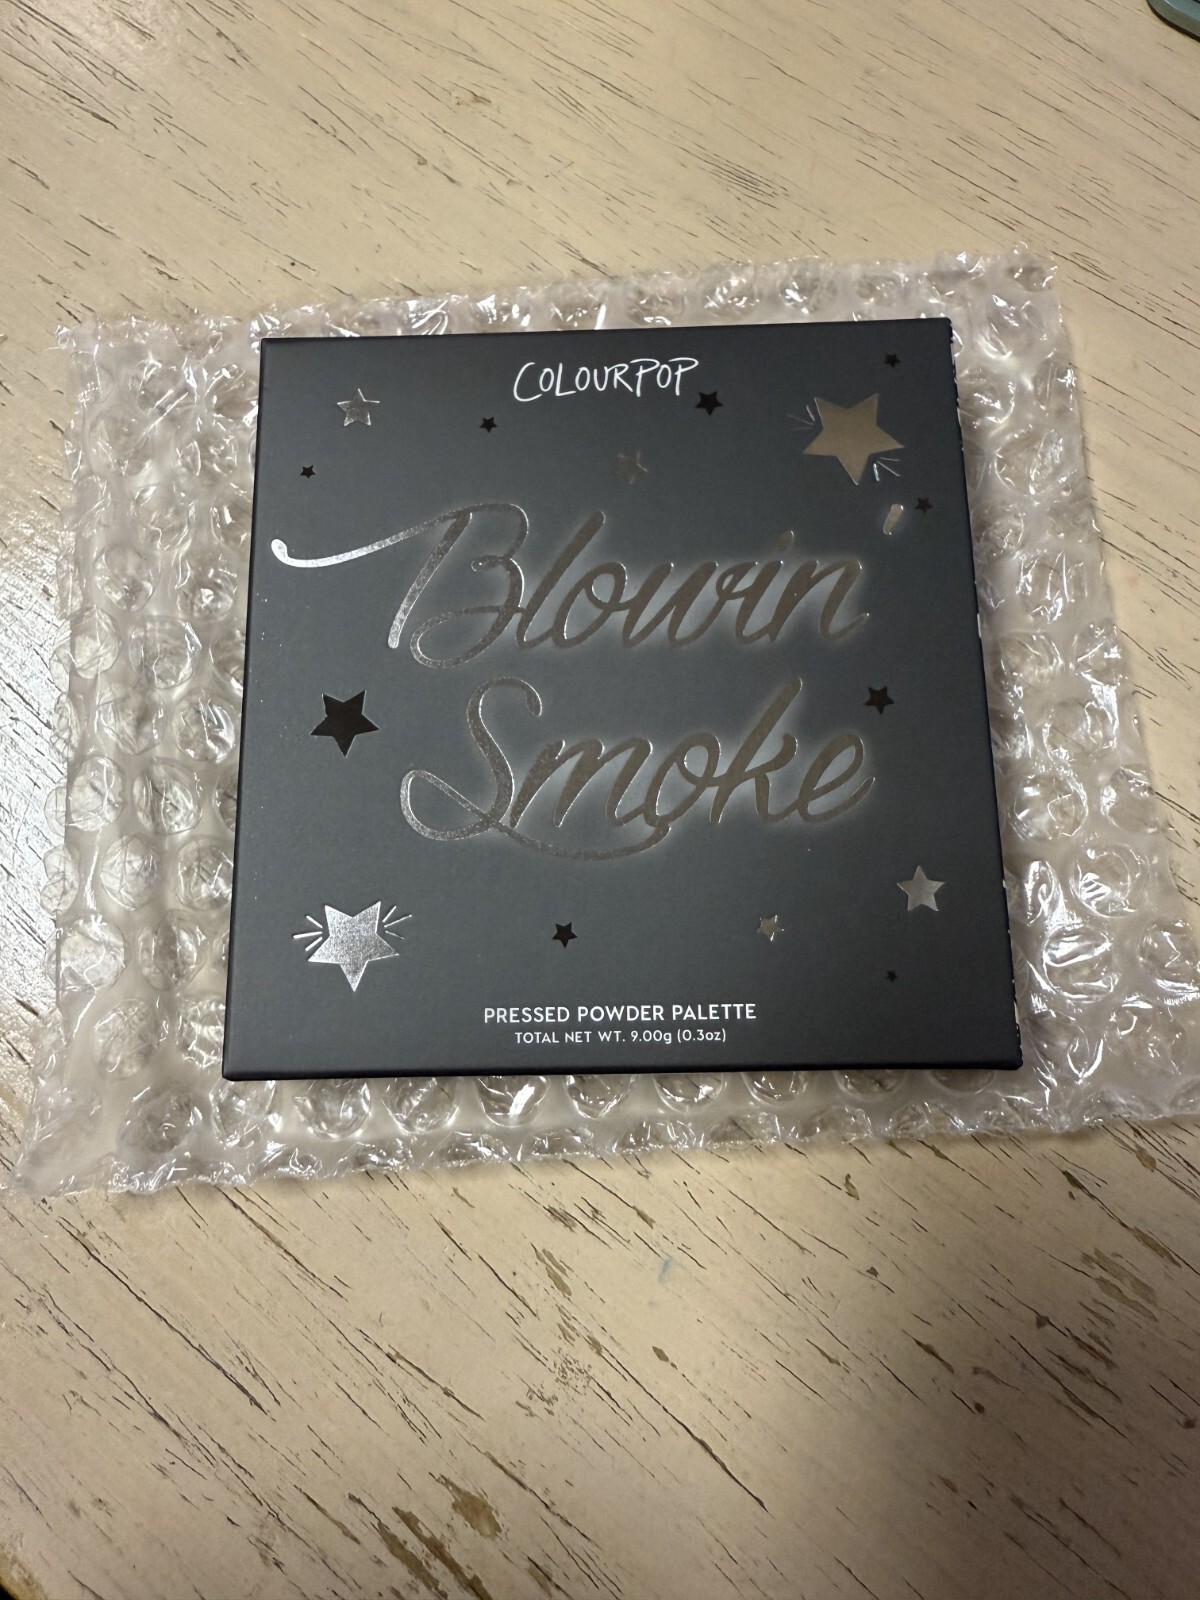 COLOURPOP
Blowin'
Smoke
PRESSED POWDER PALETTE
TOTAL NET WT. 9.00g (0.3oz)